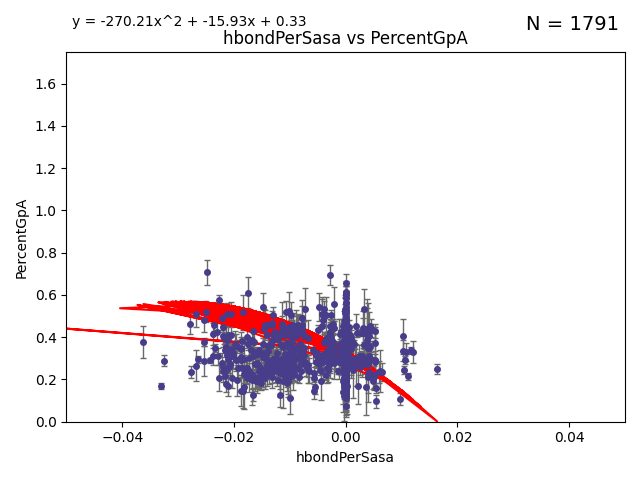 y = -270.21x^2 + -15.93x + 0.33
N = 1791
hbondPerSasa vs PercentGpA
1.6
1.4
1.2
1.0
0.8
0.6
0.4
0.2
0.0
PercentGpA
−0.04
−0.02
0.00
0.02
0.04
hbondPerSasa